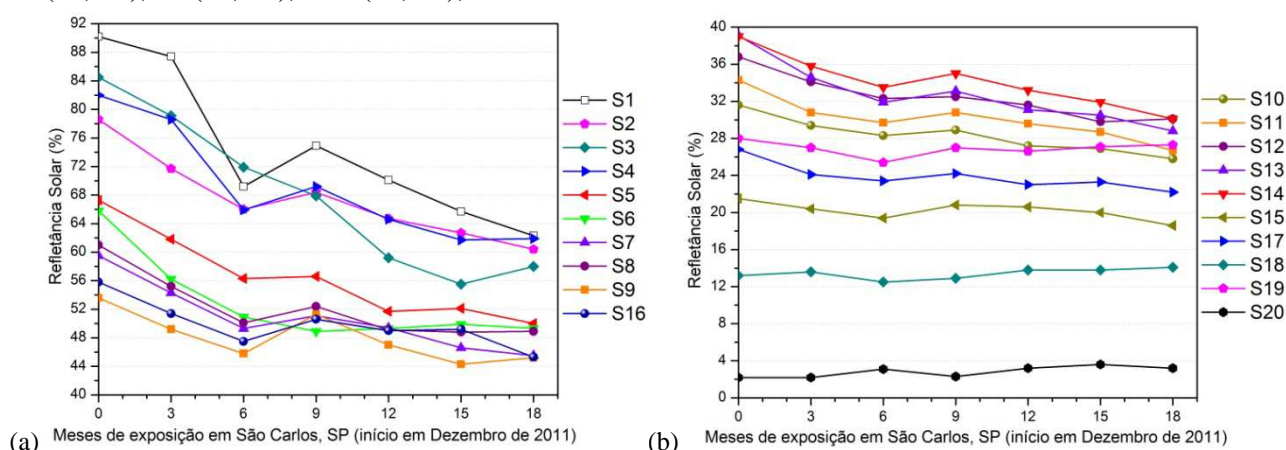 92
88
84
80
76
72
68
64
60
56
52
48
44
40
Refletância Solar (%)
0 3 6 9 12 15 18
(a) Meses de exposição em São Carlos, SP (início em Dezembro de 2011)
S1
S2
S3
S4
S5
S6
S7
S8
S9
S16
40
36
32
28
24
20
16
12
8
4
0
Refletância Solar (%)
0 3 6 9 12 15 18
(b) Meses de exposição em São Carlos, SP (início em Dezembro de 2011)
S10
S11
S12
S13
S14
S15
S17
S18
S19
S20